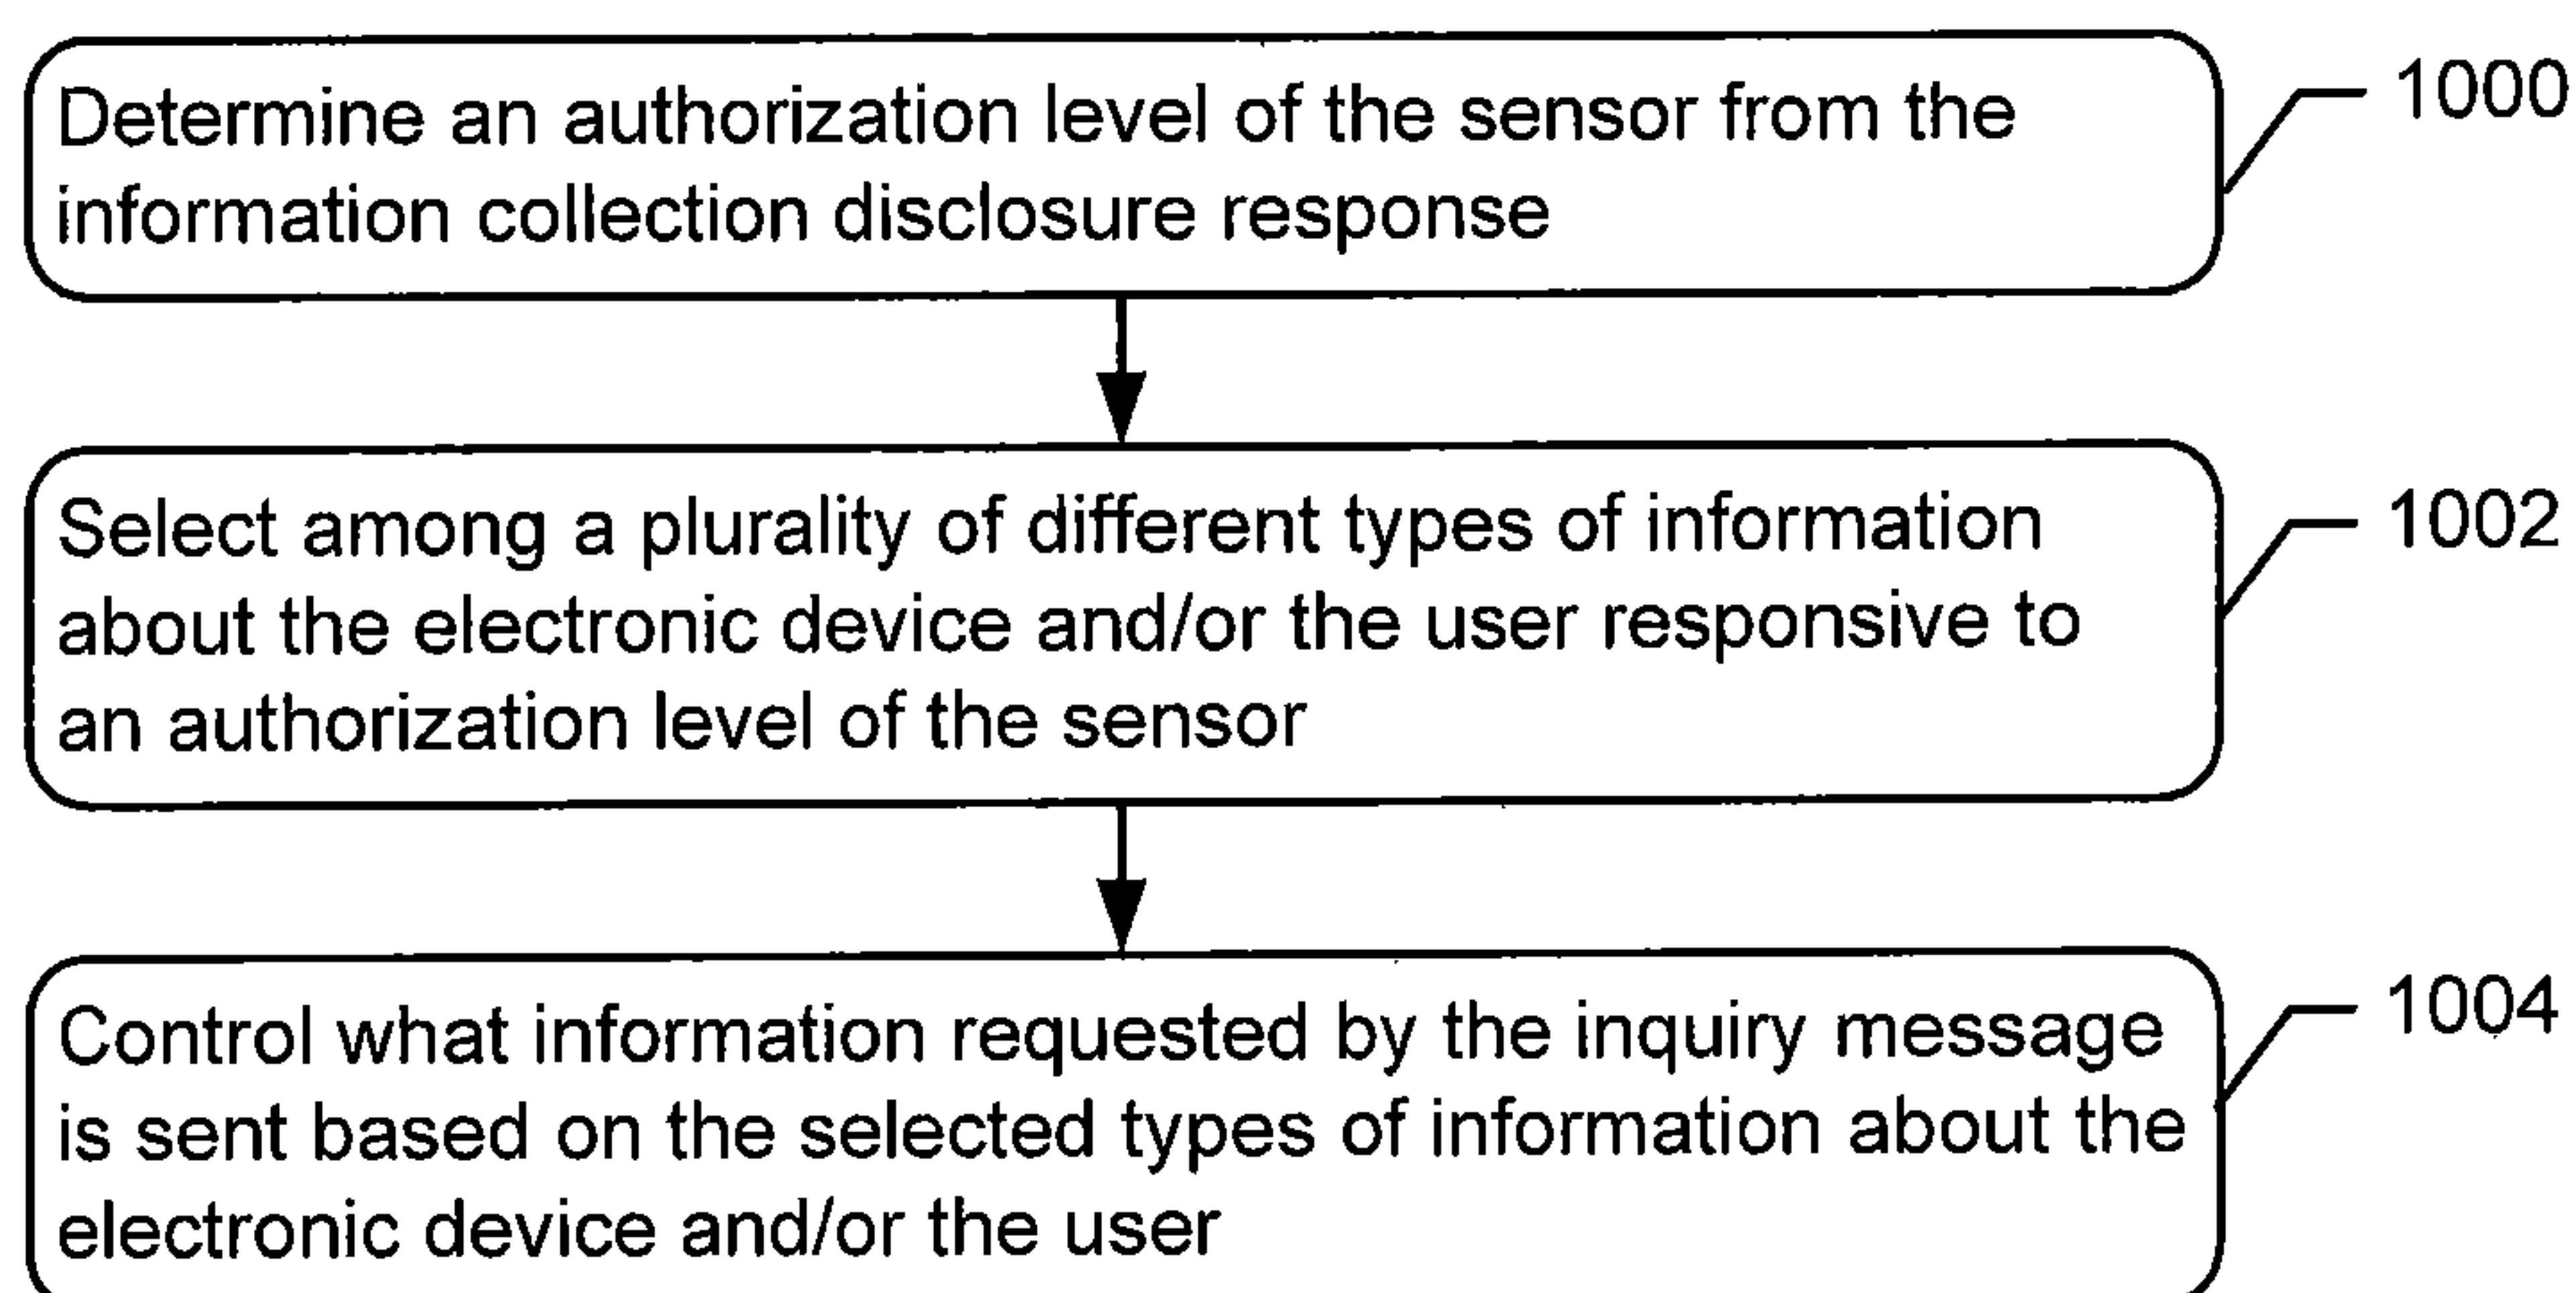 Determine an authorization level of the sensor from the
information collection disclosure response
1000
Select among a plurality of different types of information
about the electronic device and/or the user responsive to
an authorization level of the sensor
1002
Control what information requested by the inquiry message
is sent based on the selected types of information about the
electronic device and/or the user
1004